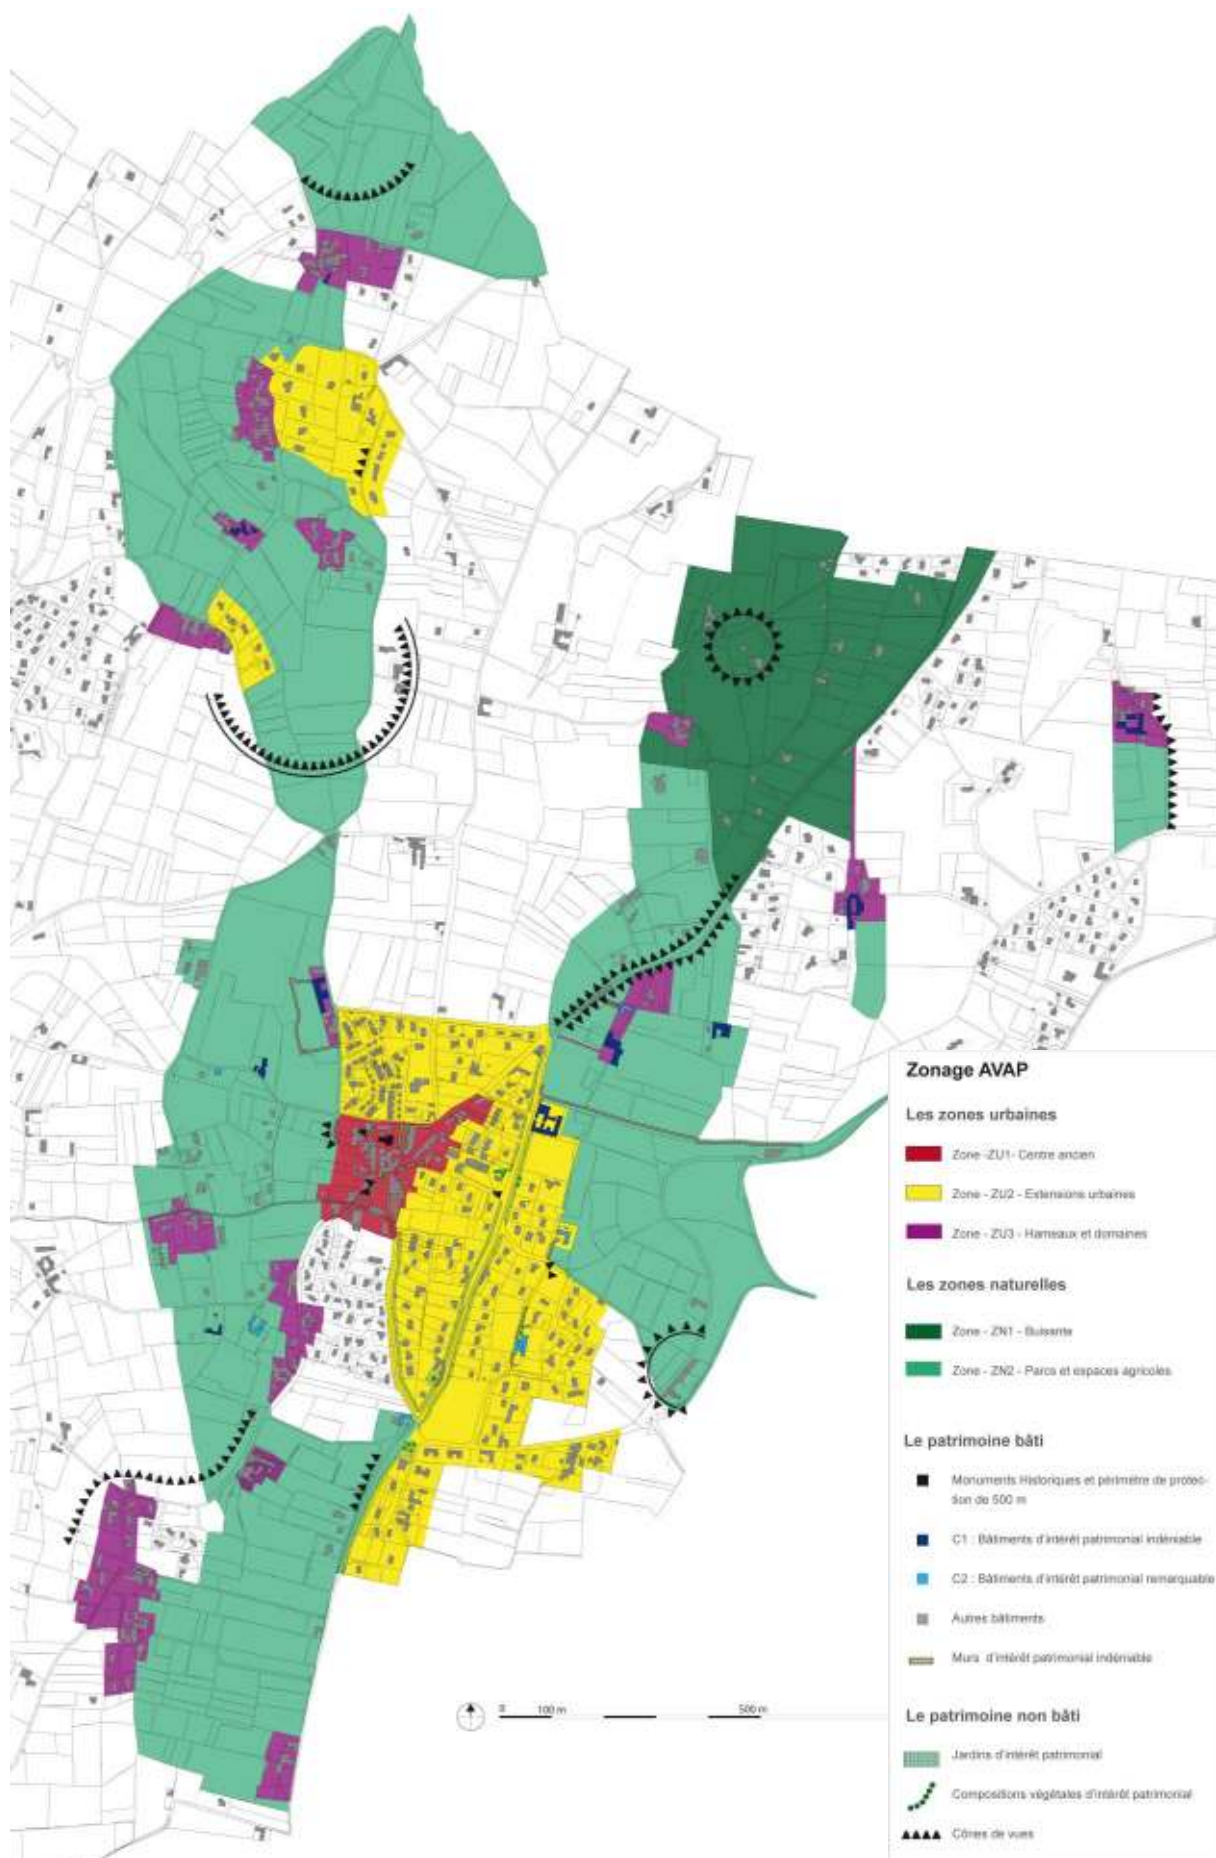 Zonage AVAP
Les zones urbaines
Zone -ZU1- Centre ancien
Zone - ZU2 - Extensions urbaines
Zone - ZU3 - Hameaux et domaines
Les zones naturelles
Zone - ZN1 - Buissante
Zone - ZN2 - Parcs et espaces agricoles
Le patrimoine bâti
Monuments Historiques et périmètre de protec-
tion de 500 m
C1 : Bâtiments d'intérêt patrimonial indéniable
C2 : Bâtiments d'intérêt patrimonial remarquable
Autres bâtiments
Murs d'intérêt patrimonial indéniable
0 100 m 500 m
Le patrimoine non bâti
Jardins d'intérêt patrimonial
Compositions végétales d'intérêt patrimonial
Cônes de vues